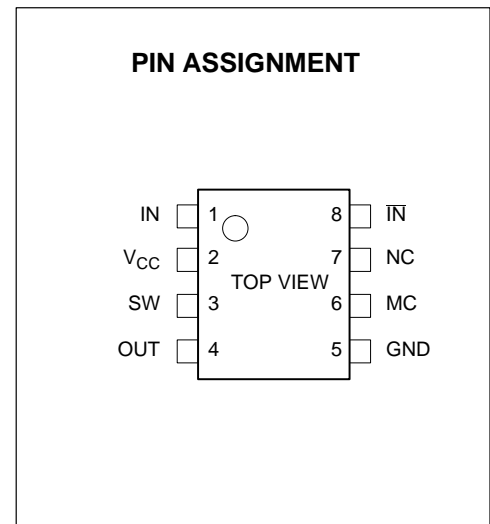 PIN ASSIGNMENT
IN 1 8 I̅N̅
VCC 2 7 NC
TOP VIEW
SW 3 6 MC
OUT 4 5 GND